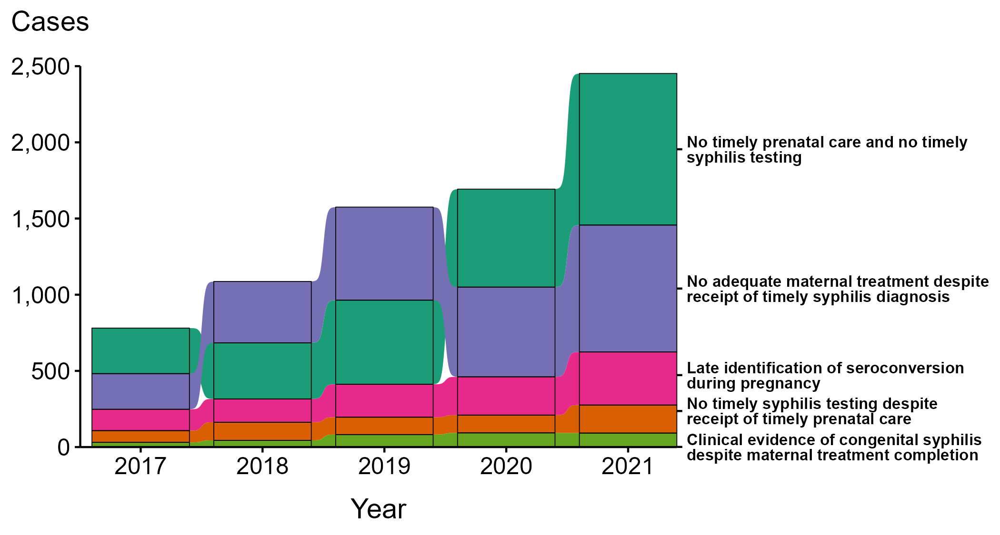 Cases
2,500
2,000
1,500
1,000
500
0
2017
2018
2019
2020
2021
Year
No timely prenatal care and no timely
syphilis testing
No adequate maternal treatment despite
receipt of timely syphilis diagnosis
Late identification of seroconversion
during pregnancy
No timely syphilis testing despite
receipt of timely prenatal care
Clinical evidence of congenital syphilis
despite maternal treatment completion